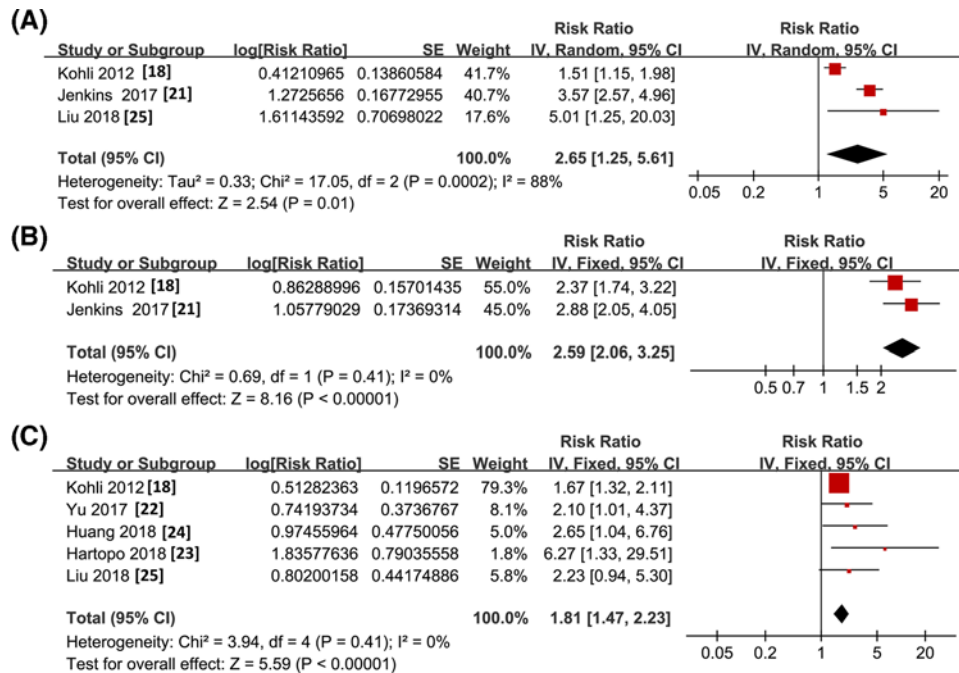 (A)
Risk Ratio Risk Ratio
Study or Subgroup log[Risk Ratio] SE Weight IV, Random, 95% CI IV, Random, 95% CI
Kohli 2012 [18] 0.41210965 0.13860584 41.7% 1.51 [1.15, 1.98]
Jenkins 2017 [21] 1.2725656 0.16772955 40.7% 3.57 [2.57, 4.96]
Liu 2018 [25] 1.61143592 0.70698022 17.6% 5.01 [1.25, 20.03]
Total (95% CI) 100.0% 2.65 [1.25, 5.61]
Heterogeneity: Tau² = 0.33; Chi² = 17.05, df = 2 (P = 0.0002); I² = 88%
Test for overall effect: Z = 2.54 (P = 0.01)
0.05 0.2 1 5 20
(B)
Risk Ratio Risk Ratio
Study or Subgroup log[Risk Ratio] SE Weight IV, Fixed, 95% CI IV, Fixed, 95% CI
Kohli 2012 [18] 0.86288996 0.15701435 55.0% 2.37 [1.74, 3.22]
Jenkins 2017 [21] 1.05779029 0.17369314 45.0% 2.88 [2.05, 4.05]
Total (95% CI) 100.0% 2.59 [2.06, 3.25]
Heterogeneity: Chi² = 0.69, df = 1 (P = 0.41); I² = 0%
Test for overall effect: Z = 8.16 (P < 0.00001)
0.5 0.7 1 1.5 2
(C)
Risk Ratio Risk Ratio
Study or Subgroup log[Risk Ratio] SE Weight IV, Fixed, 95% CI IV, Fixed, 95% CI
Kohli 2012 [18] 0.51282363 0.1196572 79.3% 1.67 [1.32, 2.11]
Yu 2017 [22] 0.74193734 0.3736767 8.1% 2.10 [1.01, 4.37]
Huang 2018 [24] 0.97455964 0.47750056 5.0% 2.65 [1.04, 6.76]
Hartopo 2018 [23] 1.83577636 0.79035558 1.8% 6.27 [1.33, 29.51]
Liu 2018 [25] 0.80200158 0.44174886 5.8% 2.23 [0.94, 5.30]
Total (95% CI) 100.0% 1.81 [1.47, 2.23]
Heterogeneity: Chi² = 3.94, df = 4 (P = 0.41); I² = 0%
Test for overall effect: Z = 5.59 (P < 0.00001)
0.05 0.2 1 5 20